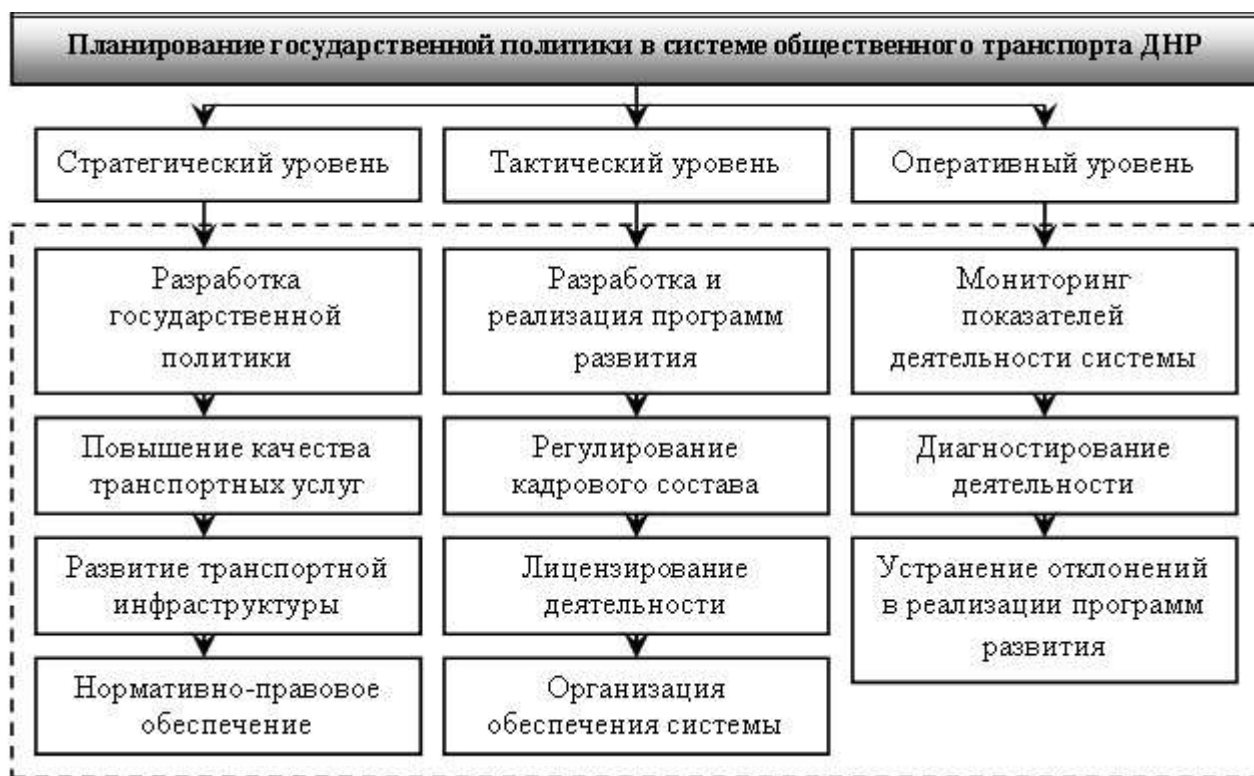 Планирование государственной политики в системе общественного транспорта ДНР
Стратегический уровень
Тактический уровень
Оперативный уровень
Разработка
государственной
политики
Разработка и
реализация программ
развития
Мониторинг
показателей
деятельности системы
Повышение качества
транспортных услуг
Регулирование
кадрового состава
Диагностирование
деятельности
Развитие транспортной
инфраструктуры
Лицензирование
деятельности
Устранение отклонений
в реализации программ
развития
Нормативно-правовое
обеспечение
Организация
обеспечения системы